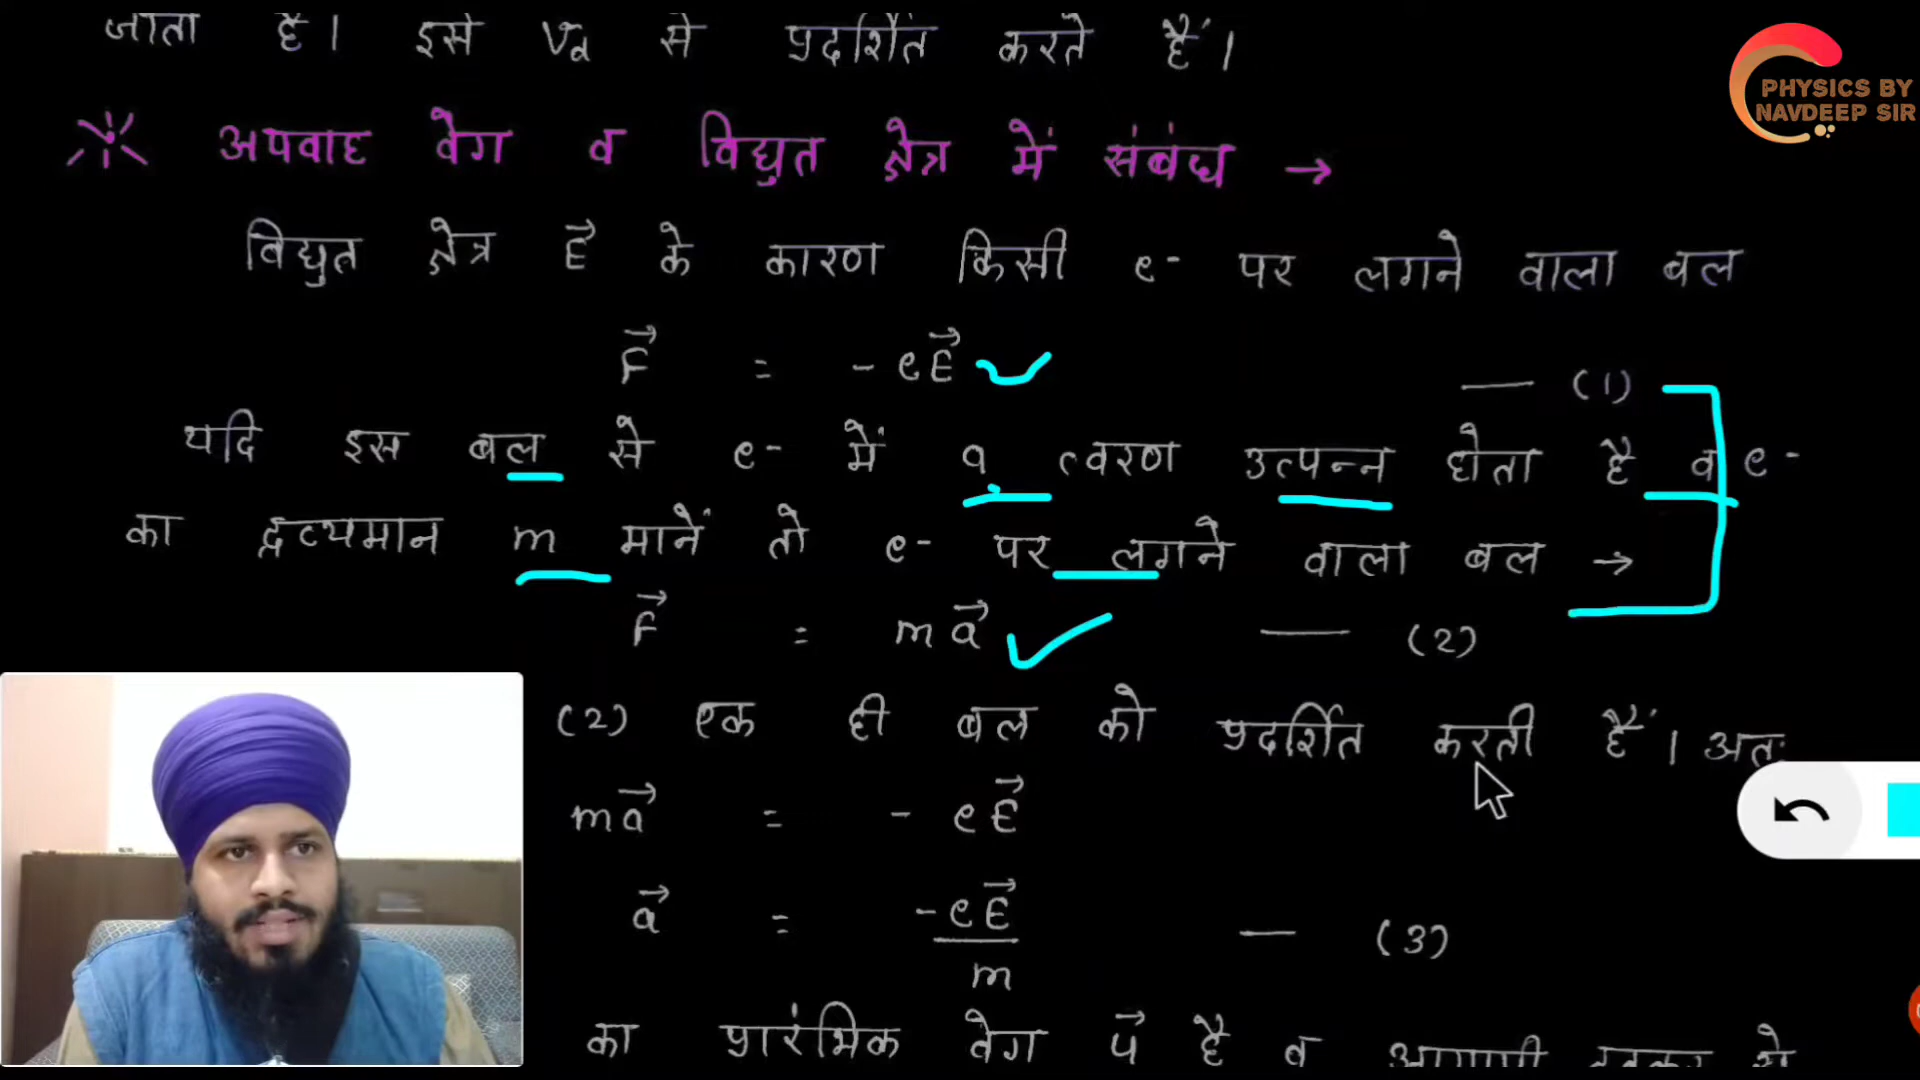 जाता है। इसे Vd से प्रदर्शित करते हैं।
PHYSICS BY
NAVDEEP SIR
अपवाह वेग व विद्युत क्षेत्र में संबंध →
विद्युत क्षेत्र E⃗ के कारण किसी e- पर लगने वाला बल
F⃗ = - eE⃗ — (1)
यदि इस बल से e- में a त्वरण उत्पन्न होता है व e-
का द्रव्यमान m मानें तो e- पर लगने वाला बल →
F⃗ = ma⃗ — (2)
(2) एक ही बल को प्रदर्शित करती हैं। अतः
ma⃗ = - eE⃗
a⃗ = -eE⃗/m — (3)
का प्रारंभिक वेग है व